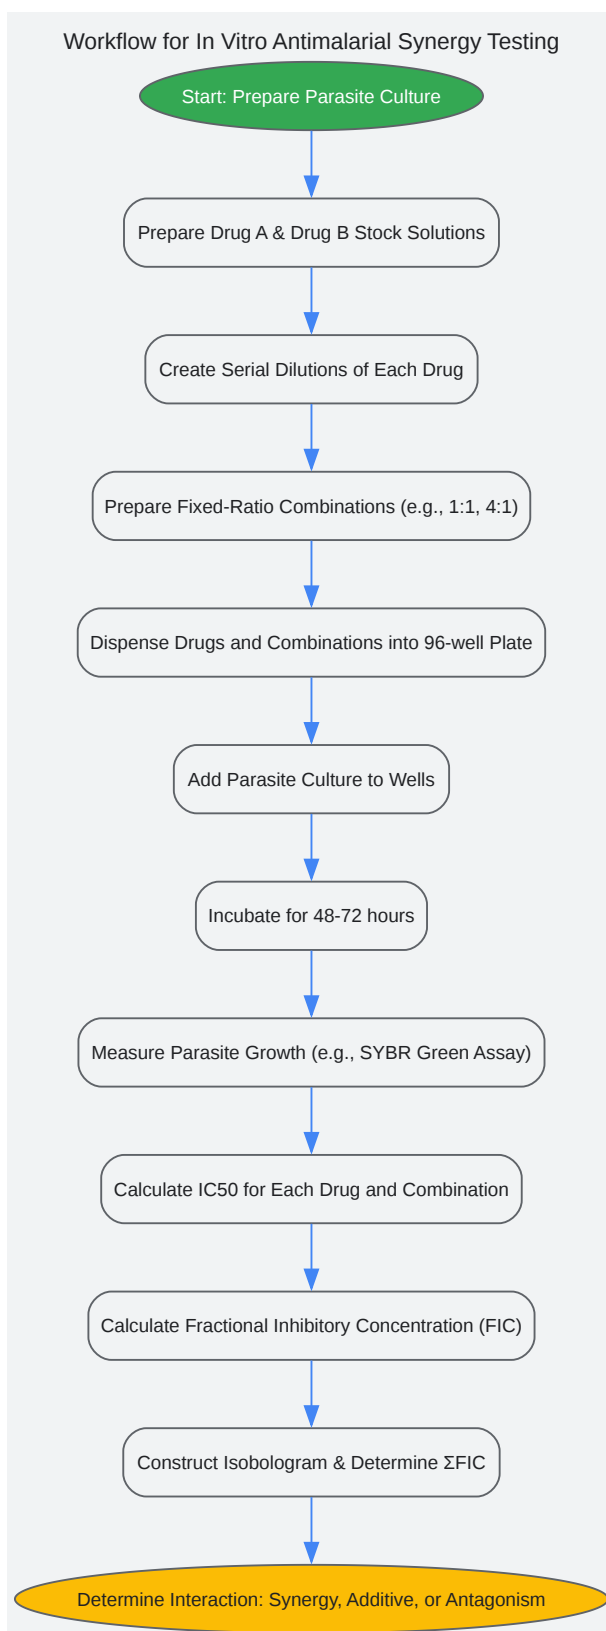 Workflow for In Vitro Antimalarial Synergy Testing
Start: Prepare Parasite Culture
Prepare Drug A & Drug B Stock Solutions
Create Serial Dilutions of Each Drug
Prepare Fixed-Ratio Combinations (e.g., 1:1, 4:1)
Dispense Drugs and Combinations into 96-well Plate
Add Parasite Culture to Wells
Incubate for 48-72 hours
Measure Parasite Growth (e.g., SYBR Green Assay)
Calculate IC50 for Each Drug and Combination
Calculate Fractional Inhibitory Concentration (FIC)
Construct Isobologram & Determine ΣFIC
Determine Interaction: Synergy, Additive, or Antagonism